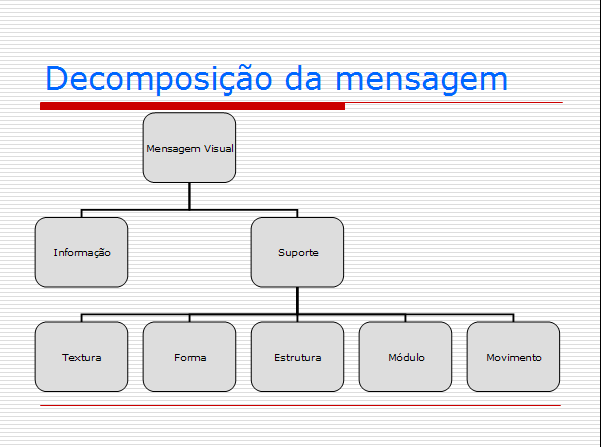 Decomposição da mensagem
Mensagem Visual
Informação
Suporte
Textura
Forma
Estrutura
Módulo
Movimento